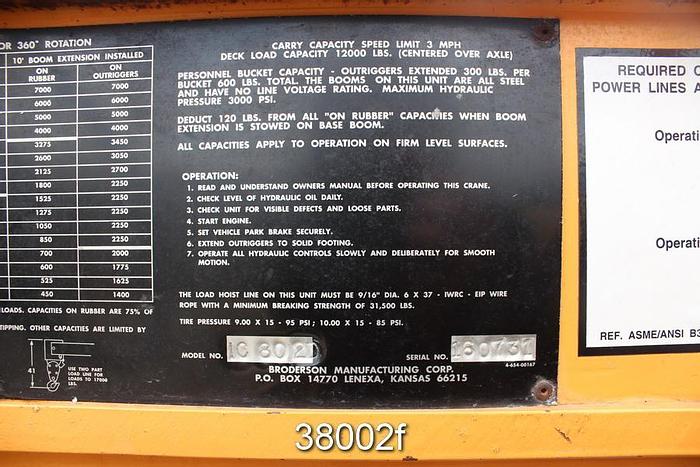 OR 360° ROTATION
10' BOOM EXTENSION INSTALLED
ON RUBBER ON OUTRIGGERS
7000 7000
6000 6000
5000 5000
4000 4000
3275 3450
2600 3050
2125 2700
1800 2250
1525 2250
1275 2250
1050 2250
850 2250
700 2000
600 1775
525 1625
450 1400
LOADS. CAPACITIES ON RUBBER ARE 75% OF
TIPPING. OTHER CAPACITIES ARE LIMITED BY
41
USE TWO PART
LOAD LINE FOR
LOADS TO 17000
LBS.
CARRY CAPACITY SPEED LIMIT 3 MPH
DECK LOAD CAPACITY 12000 LBS. (CENTERED OVER AXLE)
PERSONNEL BUCKET CAPACITY - OUTRIGGERS EXTENDED 300 LBS. PER
BUCKET 600 LBS. TOTAL. THE BOOMS ON THIS UNIT ARE ALL STEEL
AND HAVE NO LINE VOLTAGE RATING. MAXIMUM HYDRAULIC
PRESSURE 3000 PSI.
DEDUCT 120 LBS. FROM ALL "ON RUBBER" CAPACITIES WHEN BOOM
EXTENSION IS STOWED ON BASE BOOM.
ALL CAPACITIES APPLY TO OPERATION ON FIRM LEVEL SURFACES.
OPERATION:
1. READ AND UNDERSTAND OWNERS MANUAL BEFORE OPERATING THIS CRANE.
2. CHECK LEVEL OF HYDRAULIC OIL DAILY.
3. CHECK UNIT FOR VISIBLE DEFECTS AND LOOSE PARTS.
4. START ENGINE.
5. SET VEHICLE PARK BRAKE SECURELY.
6. EXTEND OUTRIGGERS TO SOLID FOOTING.
7. OPERATE ALL HYDRAULIC CONTROLS SLOWLY AND DELIBERATELY FOR SMOOTH
MOTION.
THE LOAD HOIST LINE ON THIS UNIT MUST BE 9/16" DIA. 6 X 37 - IWRC - EIP WIRE
ROPE WITH A MINIMUM BREAKING STRENGTH OF 31,500 LBS.
TIRE PRESSURE 9.00 X 15 - 95 PSI; 10.00 X 15 - 85 PSI.
MODEL NO. IC 80 2D SERIAL NO. 160737
4-654-00167
BRODERSON MANUFACTURING CORP.
P.O. BOX 14770 LENEXA, KANSAS 66215
REQUIRED C
POWER LINES A
Operati
Operati
REF. ASME/ANSI B3
38002f